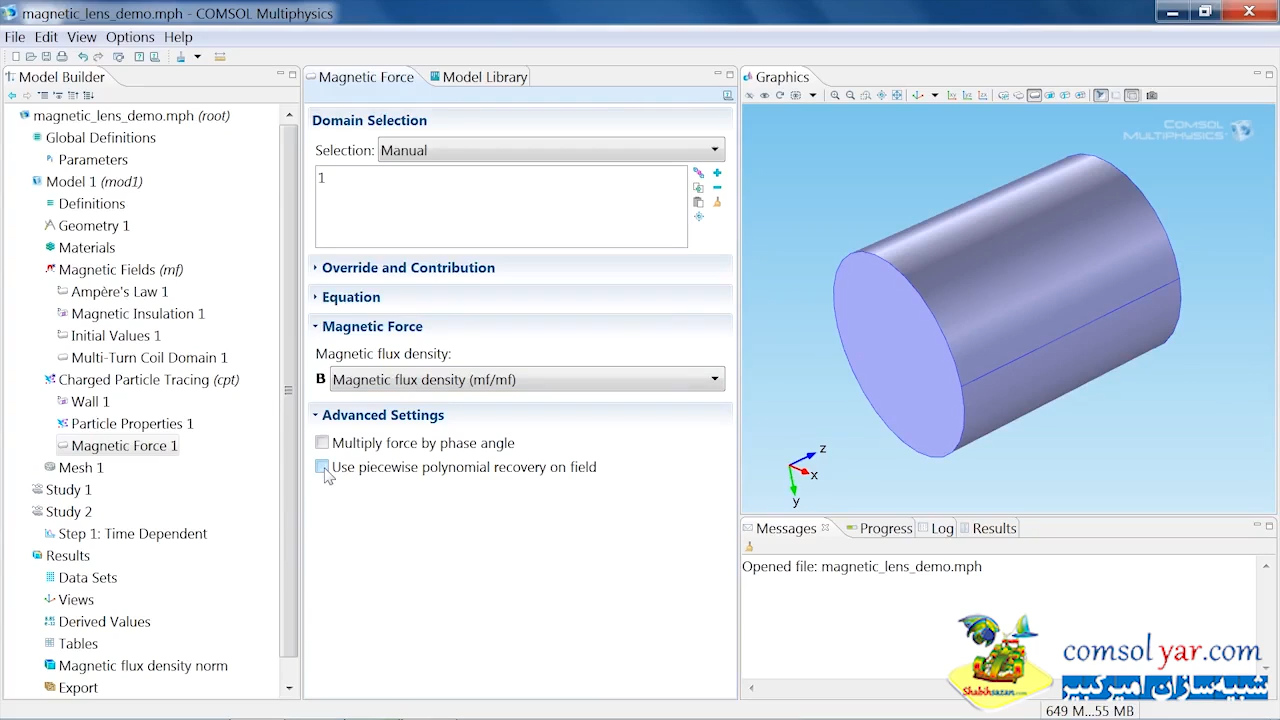 magnetic_lens_demo.mph - COMSOL Multiphysics
File Edit View Options Help
Model Builder
magnetic_lens_demo.mph (root)
Global Definitions
Parameters
Model 1 (mod1)
Definitions
Geometry 1
Materials
Magnetic Fields (mf)
Ampère's Law 1
Magnetic Insulation 1
Initial Values 1
Multi-Turn Coil Domain 1
Charged Particle Tracing (cpt)
Wall 1
Particle Properties 1
Magnetic Force 1
Mesh 1
Study 1
Study 2
Step 1: Time Dependent
Results
Data Sets
Views
Derived Values
Tables
Magnetic flux density norm
Export
Magnetic Force Model Library
Domain Selection
Selection: Manual
1
Override and Contribution
Equation
Magnetic Force
Magnetic flux density:
B Magnetic flux density (mf/mf)
Advanced Settings
Multiply force by phase angle
Use piecewise polynomial recovery on field
Graphics
COMSOL
MULTIPHYSICS
z
x
y
Messages Progress Log Results
Opened file: magnetic_lens_demo.mph
Shabihsazan.com
comsol yar.com
شبیه‌سازان امیرکبیر
649 M...55 MB